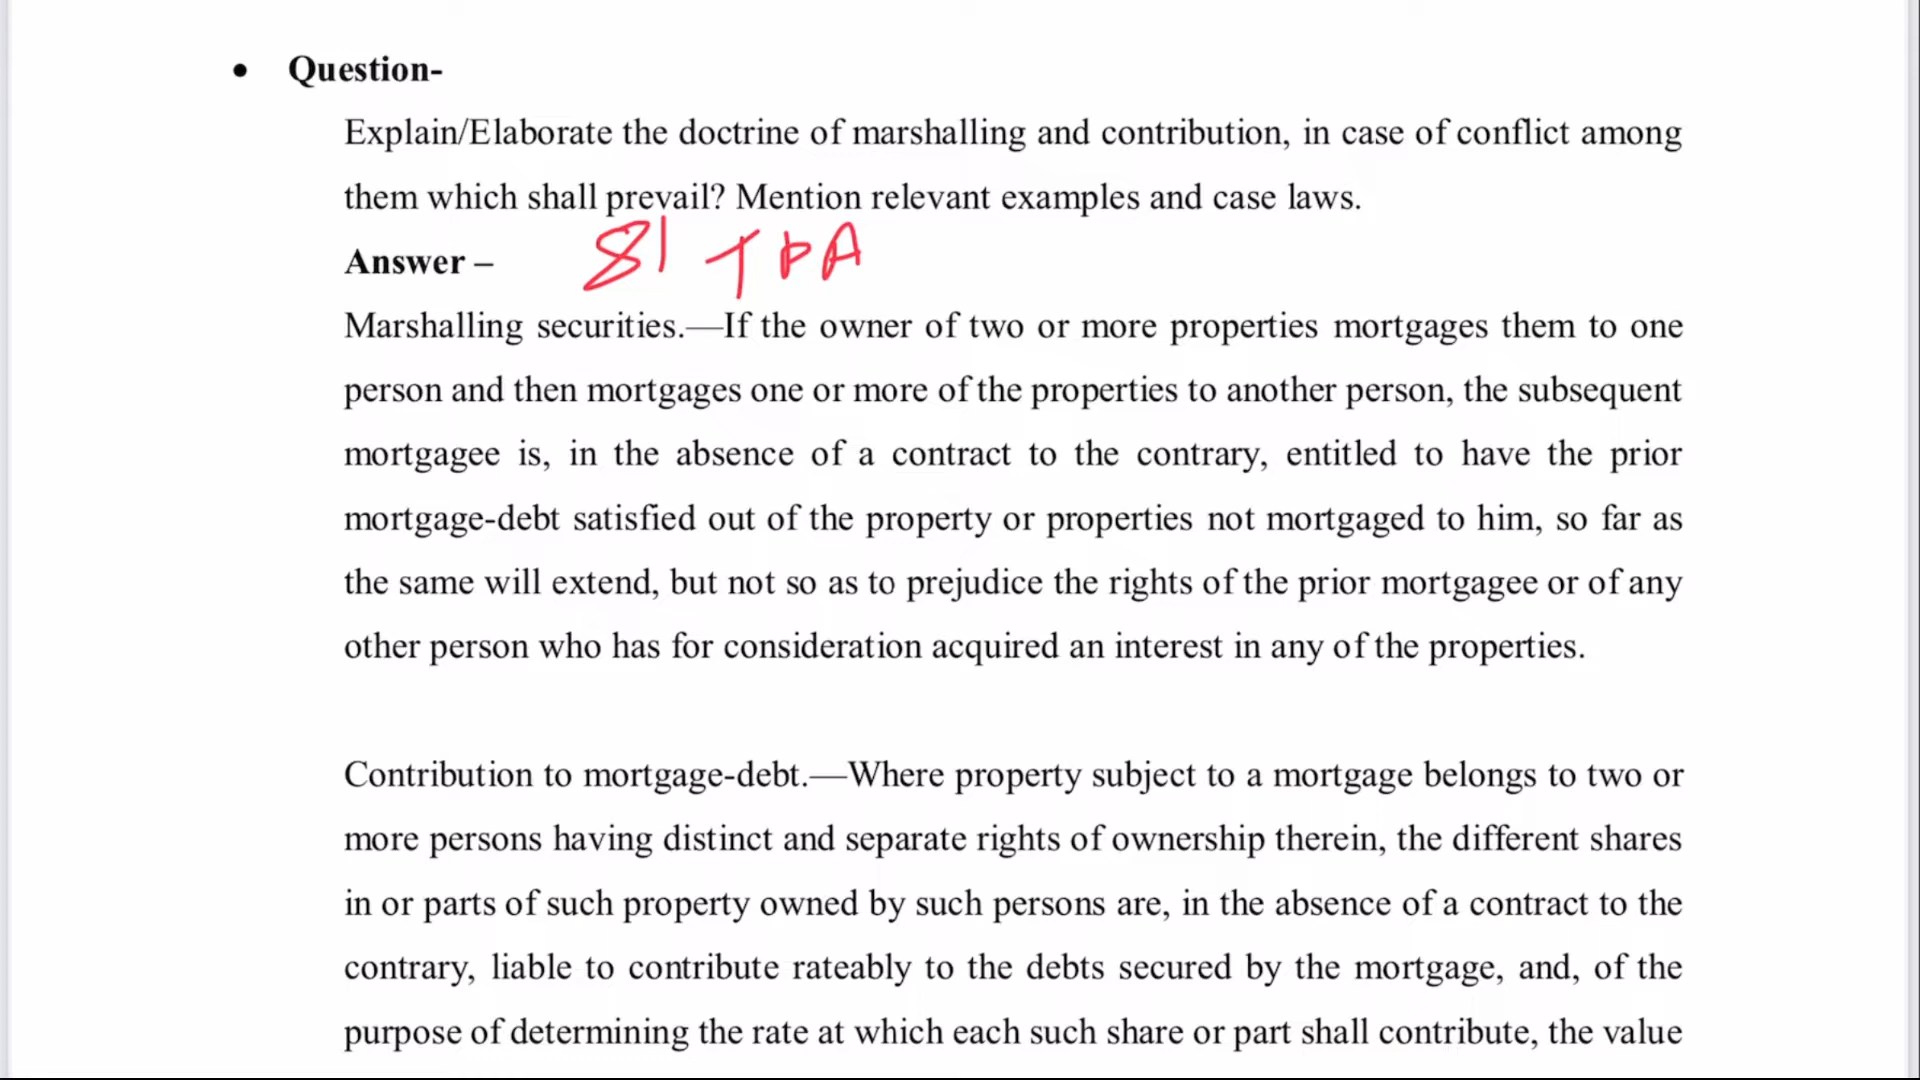 • Question-
Explain/Elaborate the doctrine of marshalling and contribution, in case of conflict among
them which shall prevail? Mention relevant examples and case laws.
Answer – 81 TPA
Marshalling securities.—If the owner of two or more properties mortgages them to one
person and then mortgages one or more of the properties to another person, the subsequent
mortgagee is, in the absence of a contract to the contrary, entitled to have the prior
mortgage-debt satisfied out of the property or properties not mortgaged to him, so far as
the same will extend, but not so as to prejudice the rights of the prior mortgagee or of any
other person who has for consideration acquired an interest in any of the properties.
Contribution to mortgage-debt.—Where property subject to a mortgage belongs to two or
more persons having distinct and separate rights of ownership therein, the different shares
in or parts of such property owned by such persons are, in the absence of a contract to the
contrary, liable to contribute rateably to the debts secured by the mortgage, and, of the
purpose of determining the rate at which each such share or part shall contribute, the value